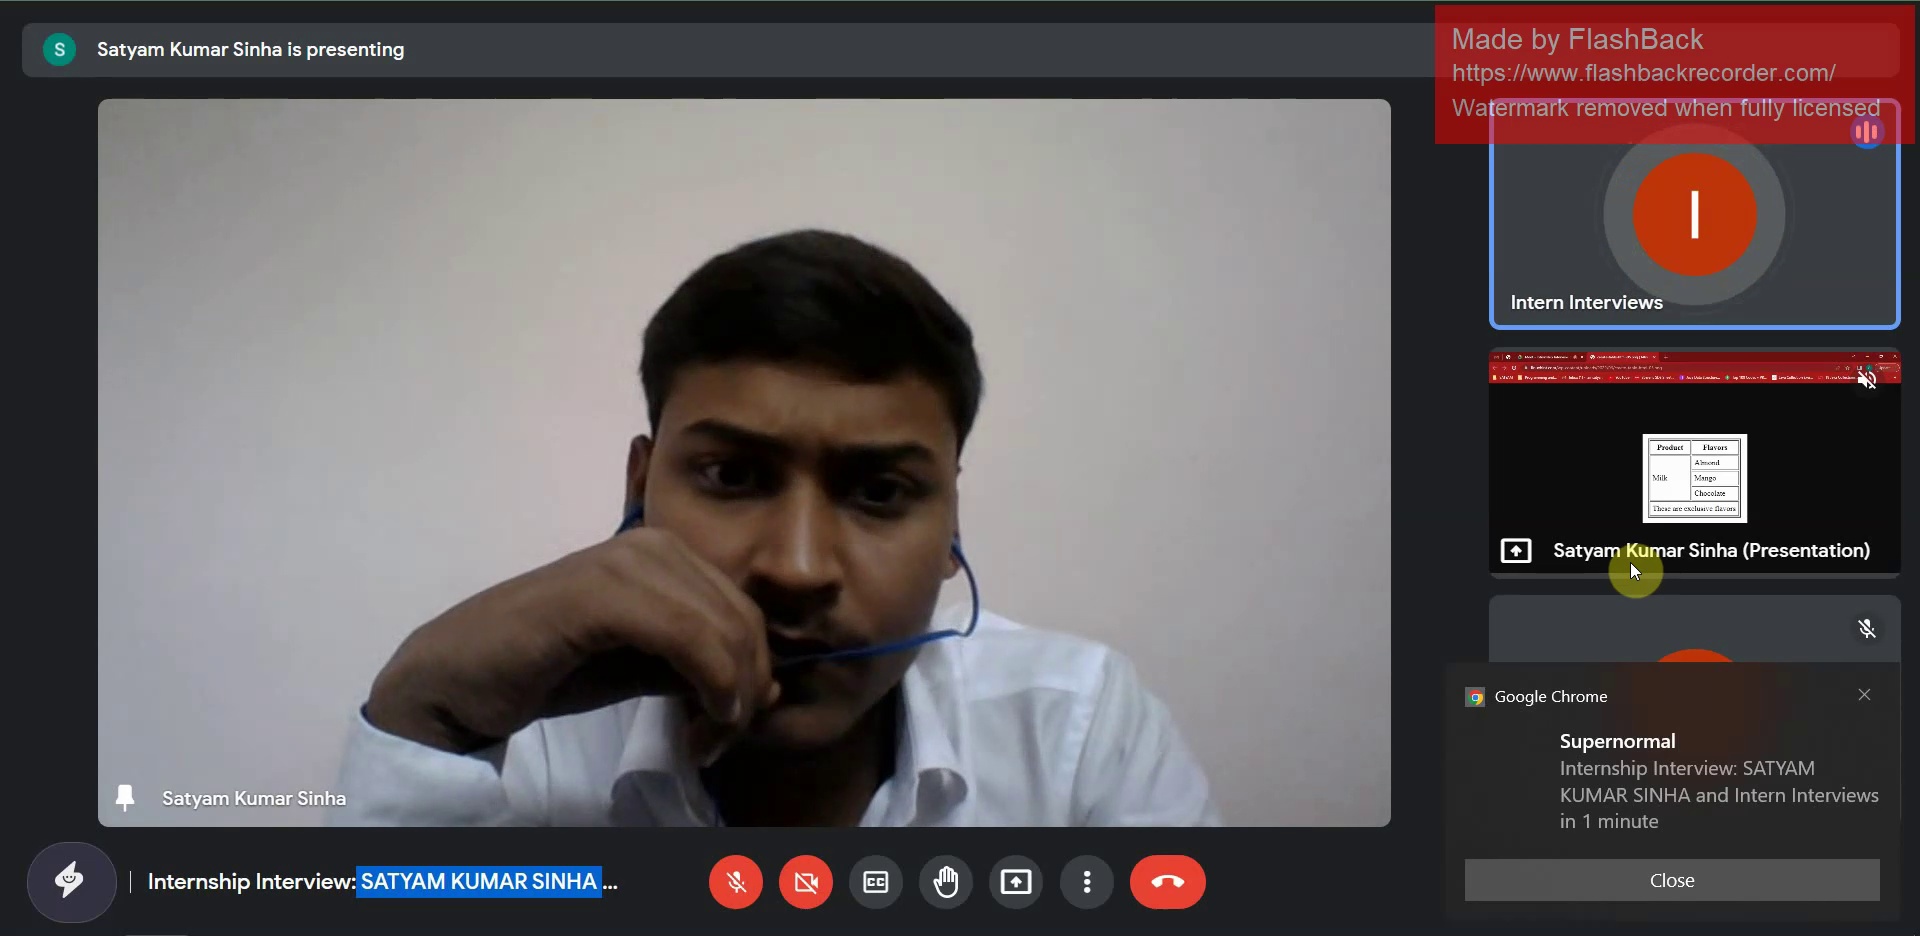 S
Satyam Kumar Sinha is presenting
Made by FlashBack
https://www.flashbackrecorder.com/
Watermark removed when fully licensed
I
Intern Interviews
Product Flavors
Milk
Almond
Mango
Chocolate
These are exclusive flavors
Satyam Kumar Sinha (Presentation)
Satyam Kumar Sinha
Google Chrome
Supernormal
Internship Interview: SATYAM
KUMAR SINHA and Intern Interviews
in 1 minute
Close
Internship Interview: SATYAM KUMAR SINHA ...
CC